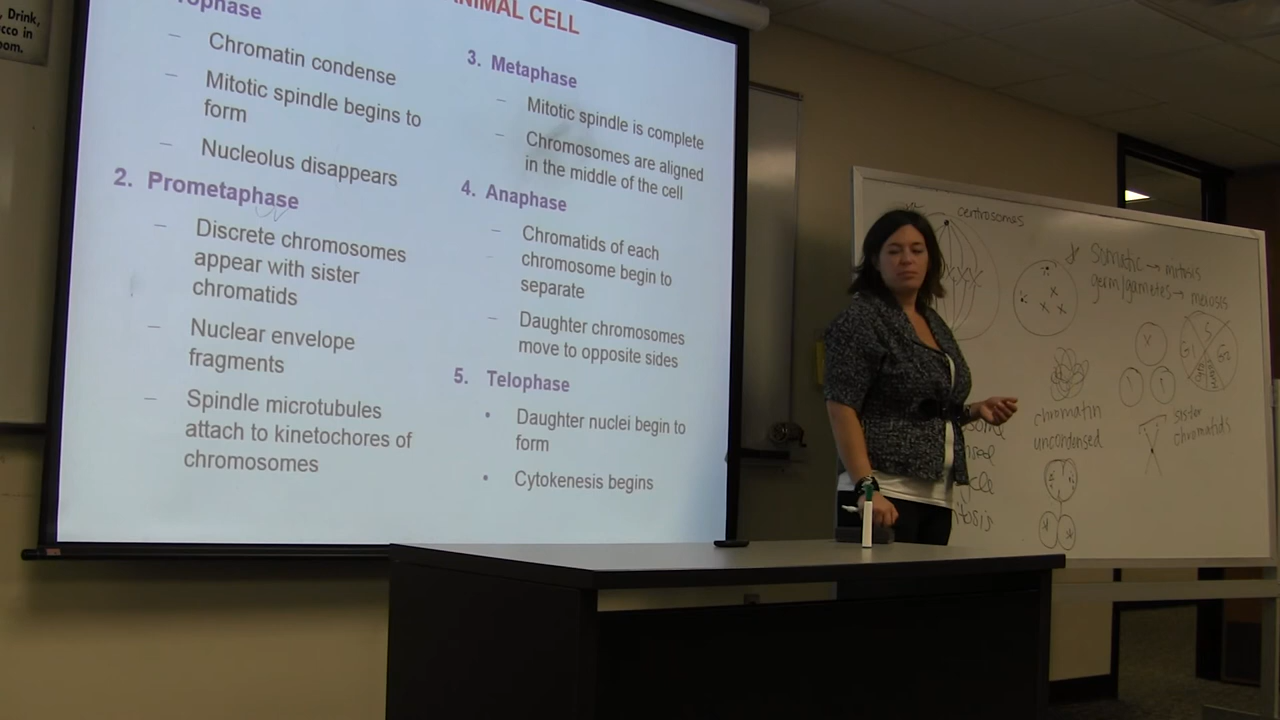 , Drink,
cco in
om.
rophase
– Chromatin condense
– Mitotic spindle begins to
form
– Nucleolus disappears
2. Prometaphase
– Discrete chromosomes
appear with sister
chromatids
– Nuclear envelope
fragments
– Spindle microtubules
attach to kinetochores of
chromosomes
NIMAL CELL
3. Metaphase
– Mitotic spindle is complete
– Chromosomes are aligned
in the middle of the cell
4. Anaphase
– Chromatids of each
chromosome begin to
separate
– Daughter chromosomes
move to opposite sides
5. Telophase
• Daughter nuclei begin to
form
• Cytokenesis begins
centrosomes
Somatic → mitosis
germ/gametes → meiosis
S
G1
G2
chromatin
uncondensed
sister
chromatids